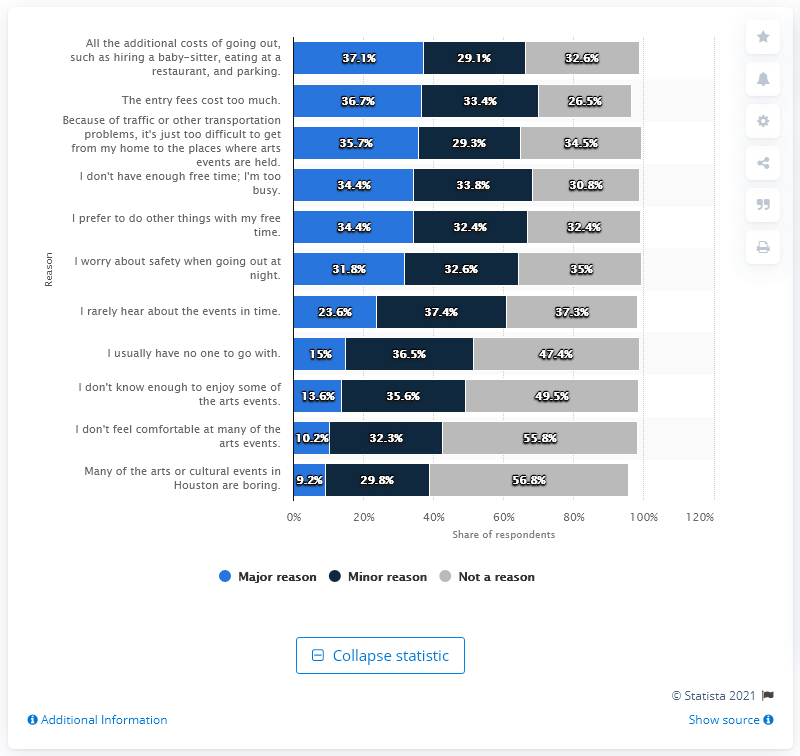 All the additional costs of going out,
such as hiring a baby-sitter, eating at a
restaurant, and parking.
37.1% 29.1% 32.6%
The entry fees cost too much.
36.7% 33.4% 26.5%
Because of traffic or other transportation
problems, it's just too difficult to get
from my home to the places where arts
events are held.
35.7% 29.3% 34.5%
I don't have enough free time; I'm too
busy.
34.4% 33.8% 30.8%
I prefer to do other things with my free
time.
34.4% 32.4% 32.4%
I worry about safety when going out at
night.
31.8% 32.6% 35%
I rarely hear about the events in time.
23.6% 37.4% 37.3%
I usually have no one to go with.
15% 36.5% 47.4%
I don't know enough to enjoy some of
the arts events.
13.6% 35.6% 49.5%
I don't feel comfortable at many of the
arts events.
10.2% 32.3% 55.8%
Many of the arts or cultural events in
Houston are boring.
9.2% 29.8% 56.8%
Reason
0% 20% 40% 60% 80% 100% 120%
Share of respondents
Major reason Minor reason Not a reason
Collapse statistic
© Statista 2021
Additional Information
Show source